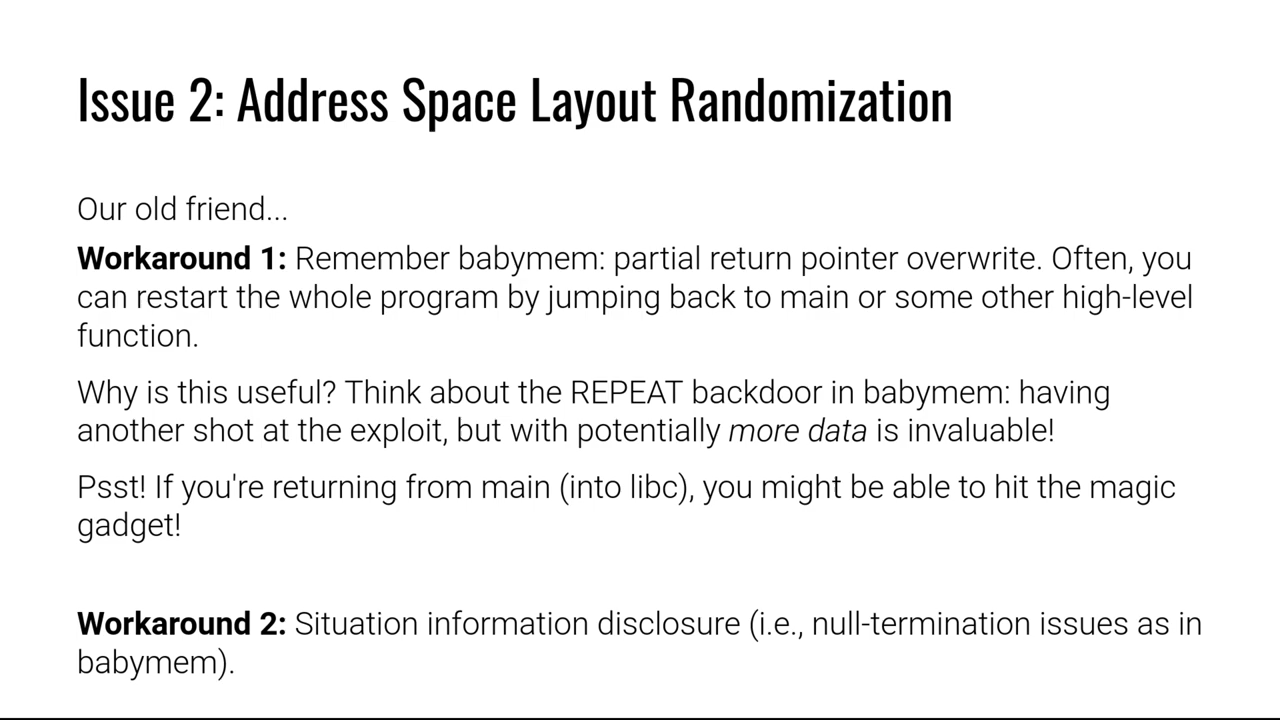 Issue 2: Address Space Layout Randomization
Our old friend...
Workaround 1: Remember babymem: partial return pointer overwrite. Often, you
can restart the whole program by jumping back to main or some other high-level
function.
Why is this useful? Think about the REPEAT backdoor in babymem: having
another shot at the exploit, but with potentially more data is invaluable!
Psst! If you're returning from main (into libc), you might be able to hit the magic
gadget!
Workaround 2: Situation information disclosure (i.e., null-termination issues as in
babymem).